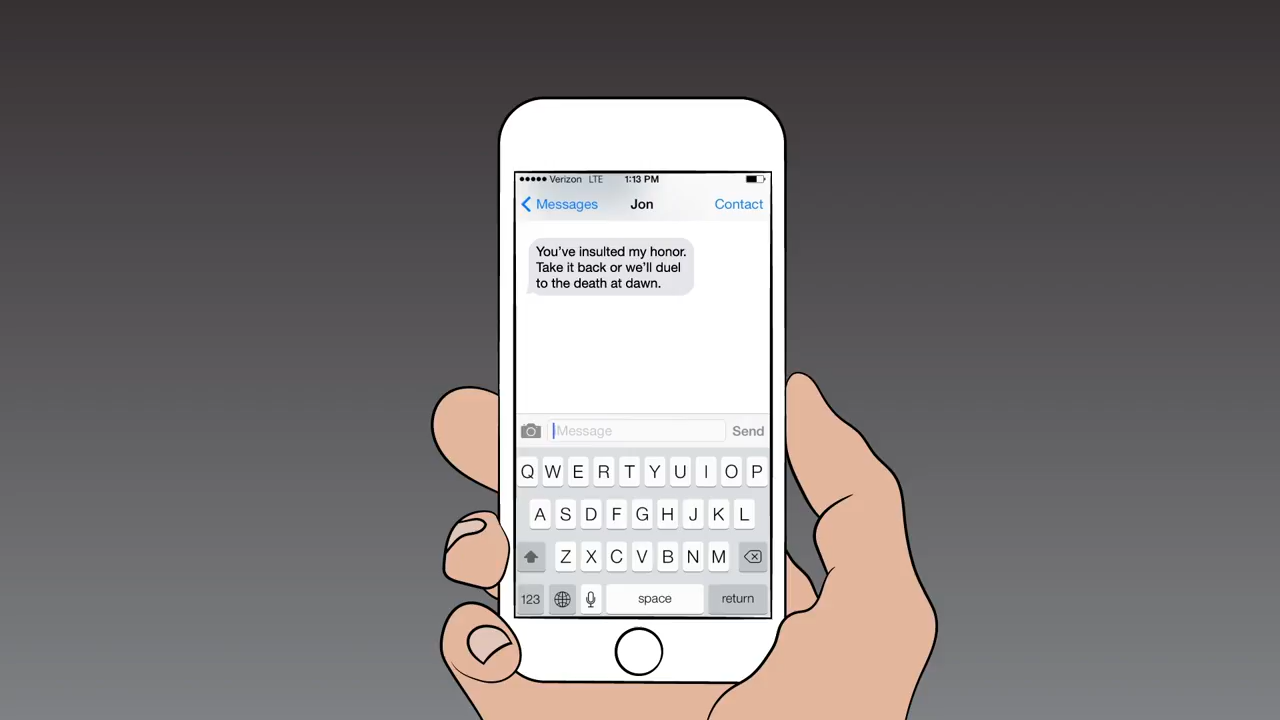 Verizon LTE 1:13 PM
Messages Jon Contact
You've insulted my honor.
Take it back or we'll duel
to the death at dawn.
iMessage Send
Q W E R T Y U I O P
A S D F G H J K L
Z X C V B N M
123 space return